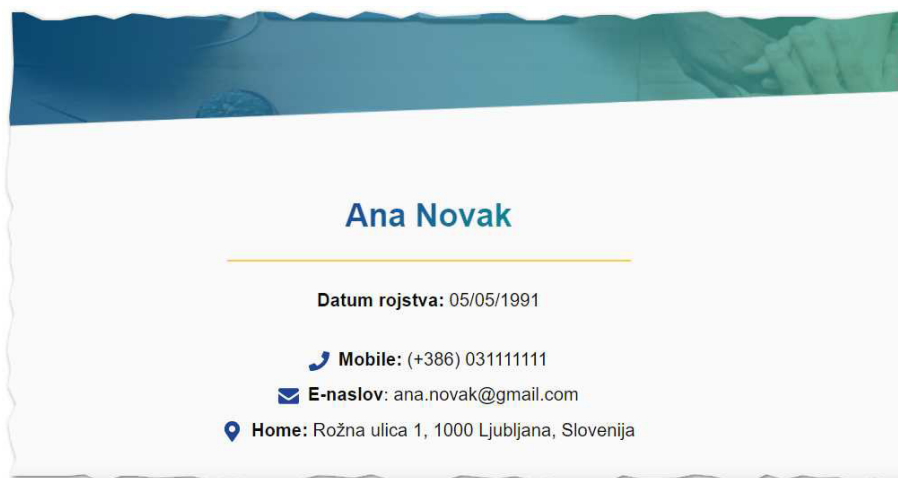 Ana Novak
Datum rojstva: 05/05/1991
Mobile: (+386) 031111111
E-naslov: ana.novak@gmail.com
Home: Rožna ulica 1, 1000 Ljubljana, Slovenija